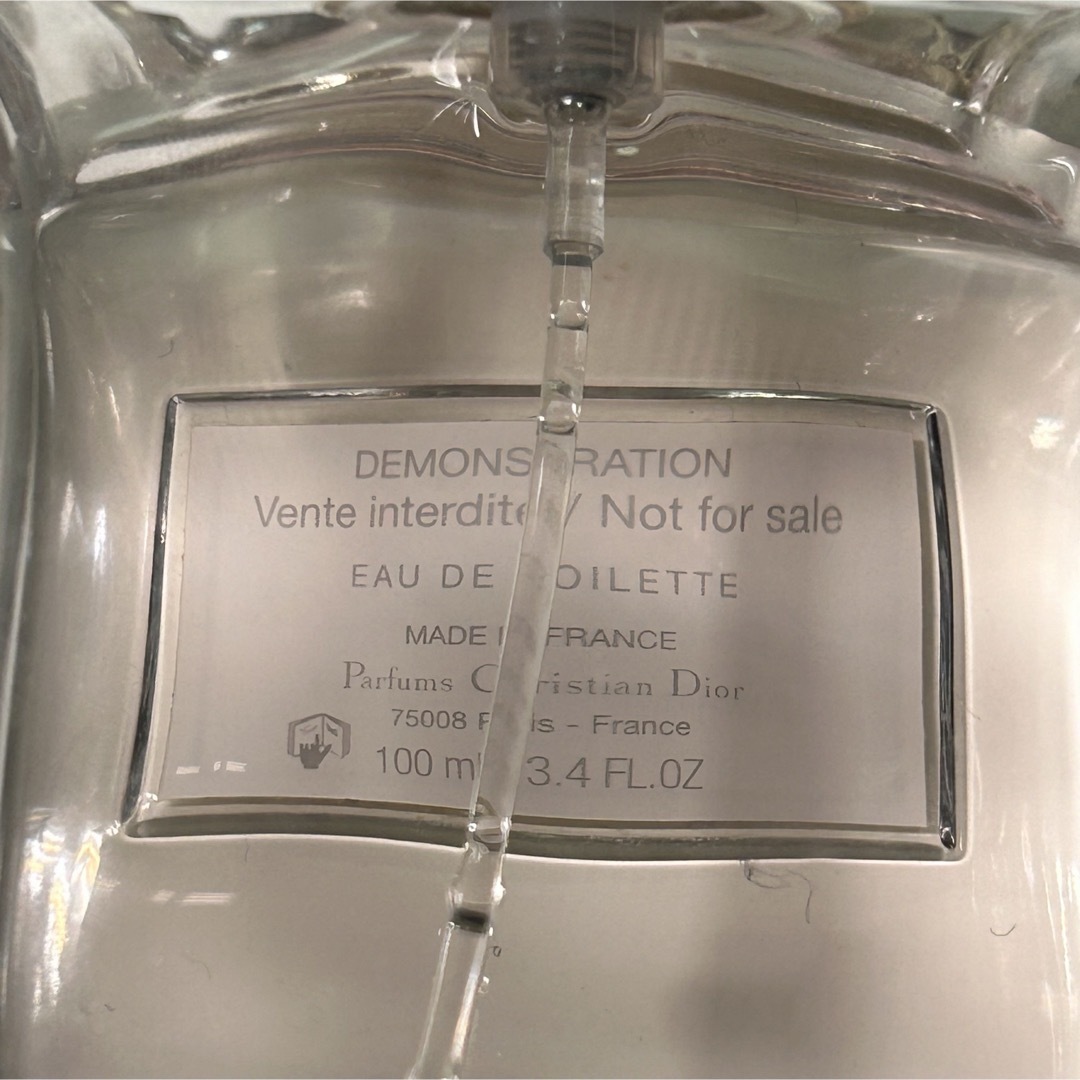 DEMONSTRATION
Vente interdite / Not for sale
EAU DE TOILETTE
MADE IN FRANCE
Parfums Christian Dior
75008 Paris - France
100 ml 3.4 FL.OZ